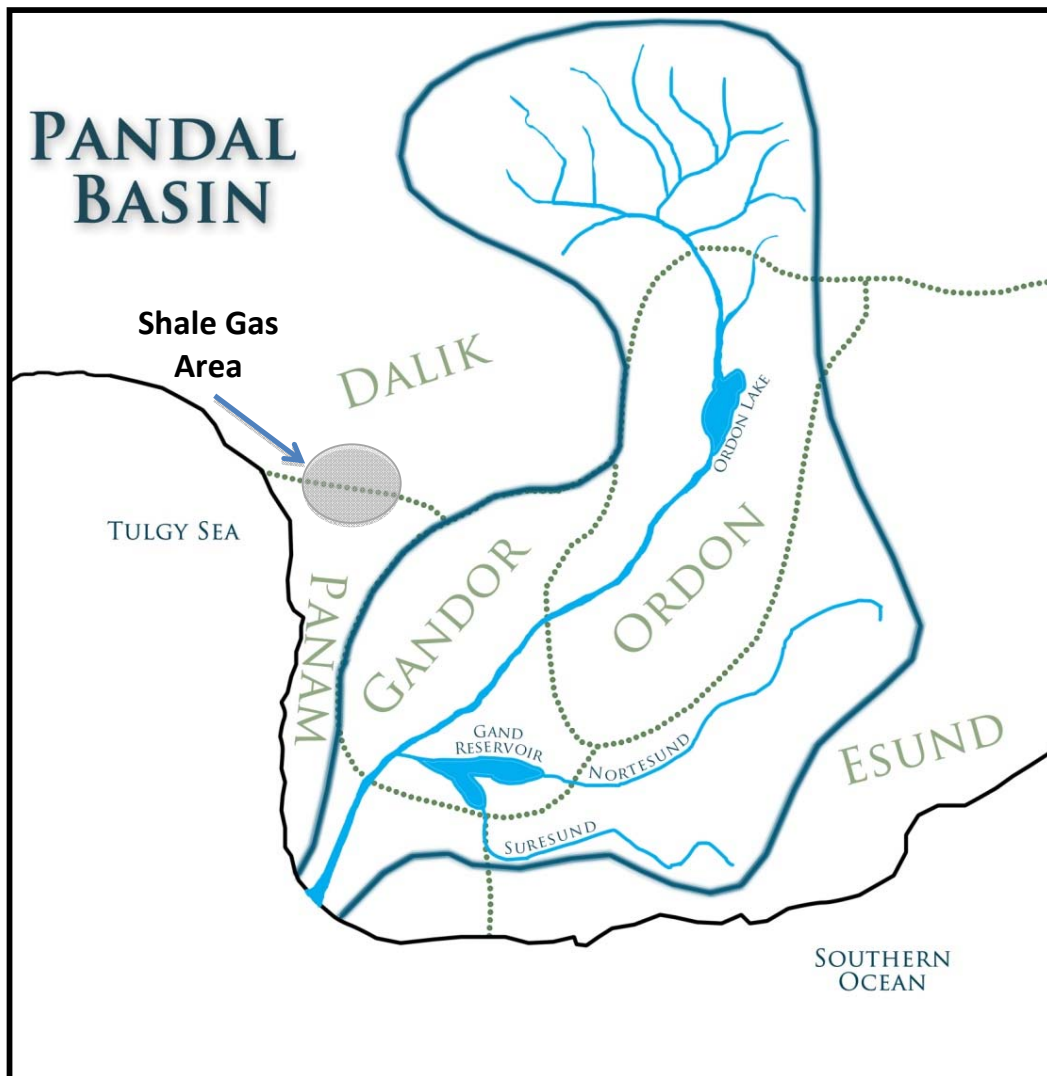 PANDAL
BASIN
Shale Gas
Area
DALIK
ORDON LAKE
TULGY SEA
PANAM
GANDOR
ORDON
GAND
RESERVOIR
NORTESUND
ESUND
SURESUND
SOUTHERN
OCEAN